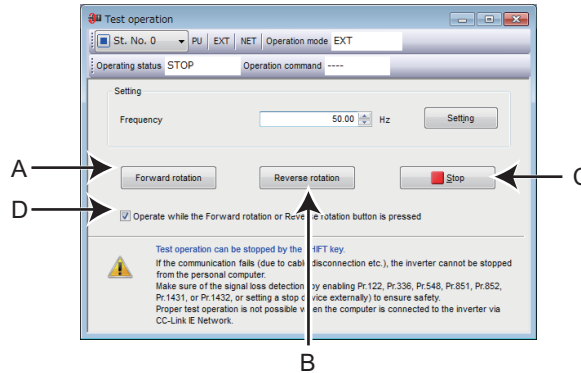 Test operation
St. No. 0 PU EXT NET Operation mode EXT
Operating status STOP Operation command ----
Setting
Frequency 50.00 Hz Setting
A
Forward rotation Reverse rotation Stop
C
D
Operate while the Forward rotation or Reverse rotation button is pressed
Test operation can be stopped by the SHIFT key.
If the communication fails (due to cable disconnection etc.), the inverter cannot be stopped
from the personal computer.
Make sure of the signal loss detection by enabling Pr.122, Pr.336, Pr.548, Pr.851, Pr.852,
Pr.1431, or Pr.1432, or setting a stop device externally) to ensure safety.
Proper test operation is not possible when the computer is connected to the inverter via
CC-Link IE Network.
B